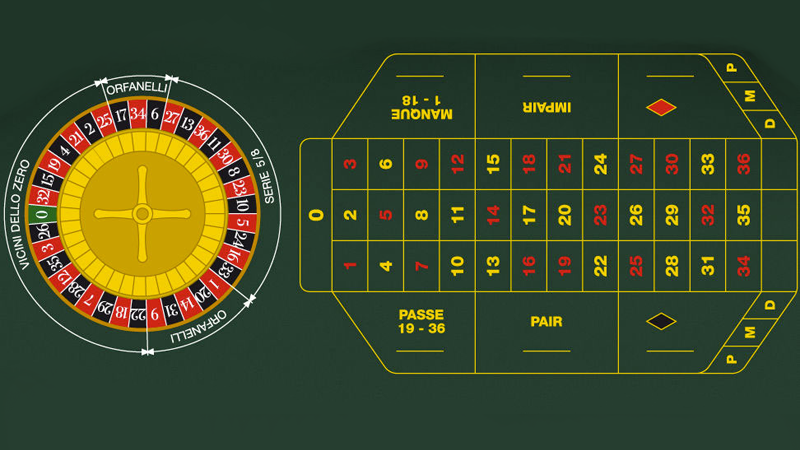 ORFANELLI
VICINI DELLO ZERO
SERIE 5/8
ORFANELLI
0 32 15 19 4 21 2 25 17 34 6 27 13 36 11 30 8 23 10 5 24 16 33 1 20 14 31 9 22 18 29 7 28 12 35 3 26
MANQUE
1 - 18
IMPAIR
P
M
D
0
3 6 9 12 15 18 21 24 27 30 33 36
2 5 8 11 14 17 20 23 26 29 32 35
1 4 7 10 13 16 19 22 25 28 31 34
PASSE
19 - 36
PAIR
D
M
P